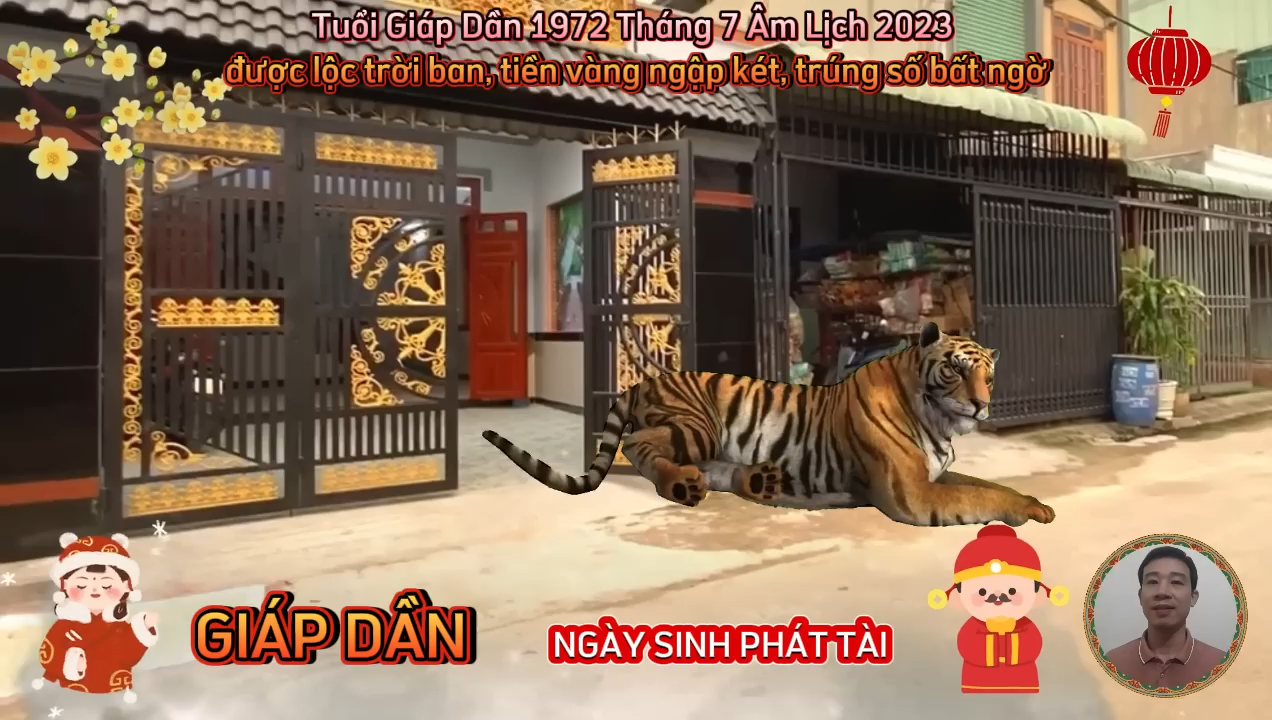 Tuổi Giáp Dần 1972 Tháng 7 Âm Lịch 2023
được lộc trời ban, tiền vàng ngập két, trúng số bất ngờ
GIÁP DẦN
NGÀY SINH PHÁT TÀI